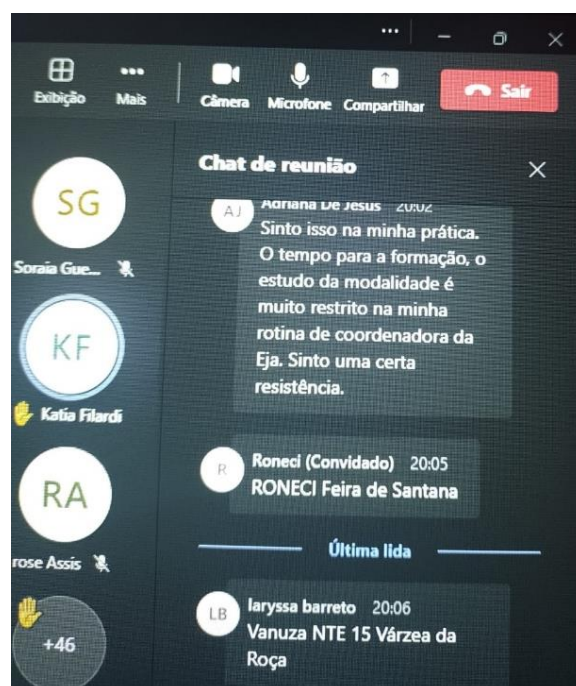 Exibição
Mais
Câmera
Microfone
Compartilhar
Sair
SG
Soraia Gue...
KF
Katia Filardi
RA
rose Assis
+46
Chat de reunião
AJ
Adriana De Jesus 20:02
Sinto isso na minha prática.
O tempo para a formação, o
estudo da modalidade é
muito restrito na minha
rotina de coordenadora da
Eja. Sinto uma certa
resistência.
R
Roneci (Convidado) 20:05
RONECI Feira de Santana
Última lida
LB
laryssa barreto 20:06
Vanuza NTE 15 Várzea da
Roça